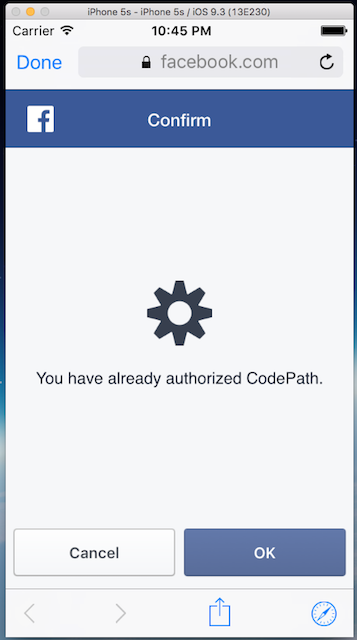 iPhone 5s - iPhone 5s / iOS 9.3 (13E230)
Carrier 10:45 PM
Done facebook.com
Confirm
You have already authorized CodePath.
Cancel OK